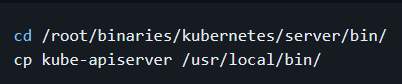 cd /root/binaries/kubernetes/server/bin/
cp kube-apiserver /usr/local/bin/